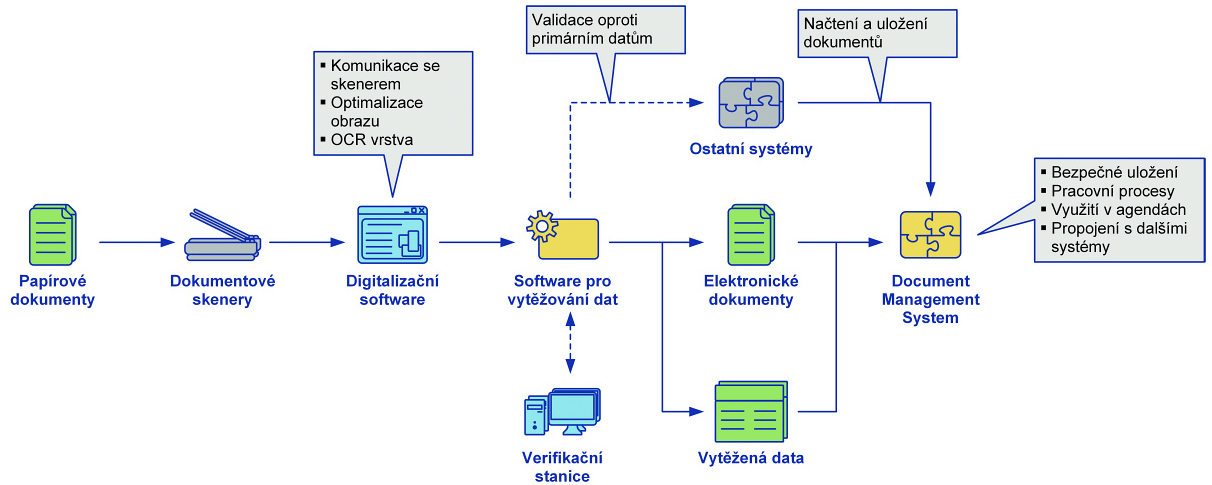 Validace oproti
primárním datům
Načtení a uložení
dokumentů
▪ Komunikace se
skenerem
▪ Optimalizace
obrazu
▪ OCR vrstva
Ostatní systémy
▪ Bezpečné uložení
▪ Pracovní procesy
▪ Využití v agendách
▪ Propojení s dalšími
systémy
Papírové
dokumenty
Dokumentové
skenery
Digitalizační
software
Software pro
vytěžování dat
Elektronické
dokumenty
Document
Management
System
Verifikační
stanice
Vytěžená data